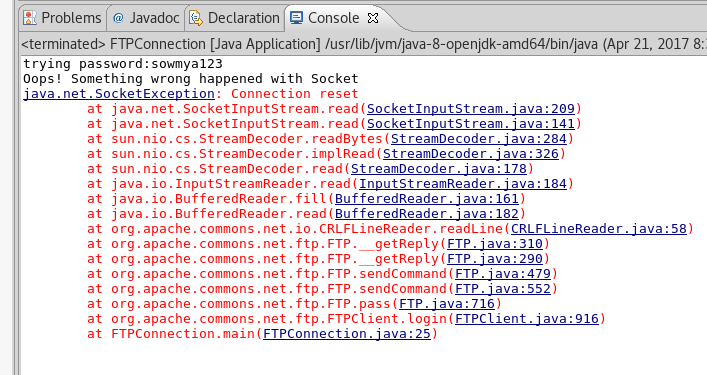 Problems @ Javadoc Declaration Console
<terminated> FTPConnection [Java Application] /usr/lib/jvm/java-8-openjdk-amd64/bin/java (Apr 21, 2017 8:
trying password:sowmya123
Oops! Something wrong happened with Socket
java.net.SocketException: Connection reset
at java.net.SocketInputStream.read(SocketInputStream.java:209)
at java.net.SocketInputStream.read(SocketInputStream.java:141)
at sun.nio.cs.StreamDecoder.readBytes(StreamDecoder.java:284)
at sun.nio.cs.StreamDecoder.implRead(StreamDecoder.java:326)
at sun.nio.cs.StreamDecoder.read(StreamDecoder.java:178)
at java.io.InputStreamReader.read(InputStreamReader.java:184)
at java.io.BufferedReader.fill(BufferedReader.java:161)
at java.io.BufferedReader.read(BufferedReader.java:182)
at org.apache.commons.net.io.CRLFLineReader.readLine(CRLFLineReader.java:58)
at org.apache.commons.net.ftp.FTP.__getReply(FTP.java:310)
at org.apache.commons.net.ftp.FTP.__getReply(FTP.java:290)
at org.apache.commons.net.ftp.FTP.sendCommand(FTP.java:479)
at org.apache.commons.net.ftp.FTP.sendCommand(FTP.java:552)
at org.apache.commons.net.ftp.FTP.pass(FTP.java:716)
at org.apache.commons.net.ftp.FTPClient.login(FTPClient.java:916)
at FTPConnection.main(FTPConnection.java:25)